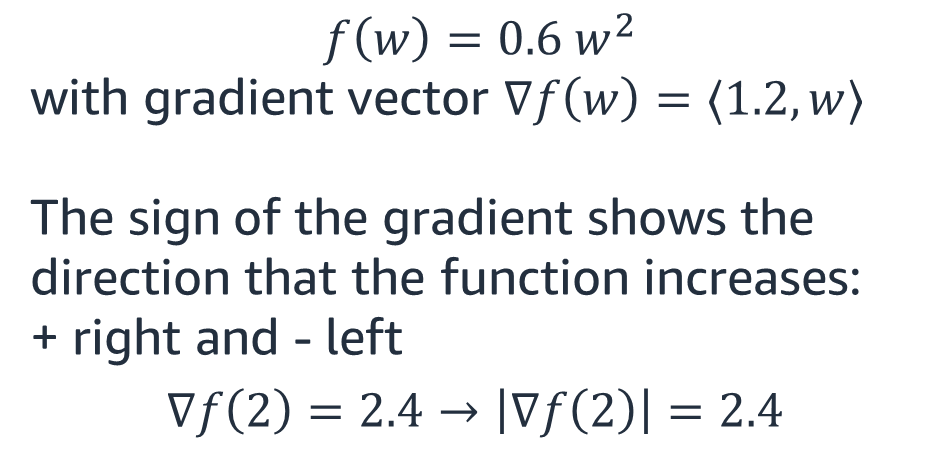 f(w) = 0.6 w²
with gradient vector ∇f(w) = ⟨1.2, w⟩
The sign of the gradient shows the
direction that the function increases:
+ right and - left
∇f(2) = 2.4 → |∇f(2)| = 2.4